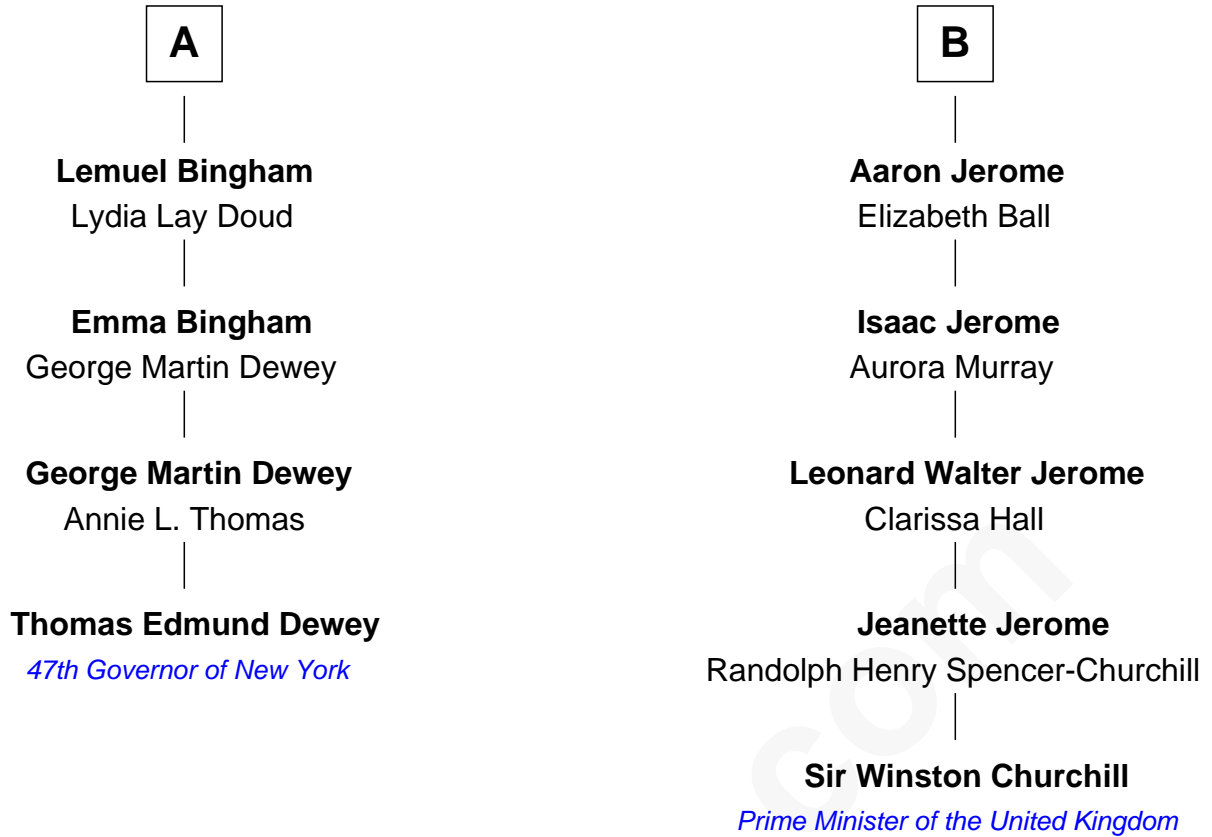 A
Lemuel Bingham
Lydia Lay Doud
Emma Bingham
George Martin Dewey
George Martin Dewey
Annie L. Thomas
Thomas Edmund Dewey
47th Governor of New York
B
Aaron Jerome
Elizabeth Ball
Isaac Jerome
Aurora Murray
Leonard Walter Jerome
Clarissa Hall
Jeanette Jerome
Randolph Henry Spencer-Churchill
Sir Winston Churchill
Prime Minister of the United Kingdom
com